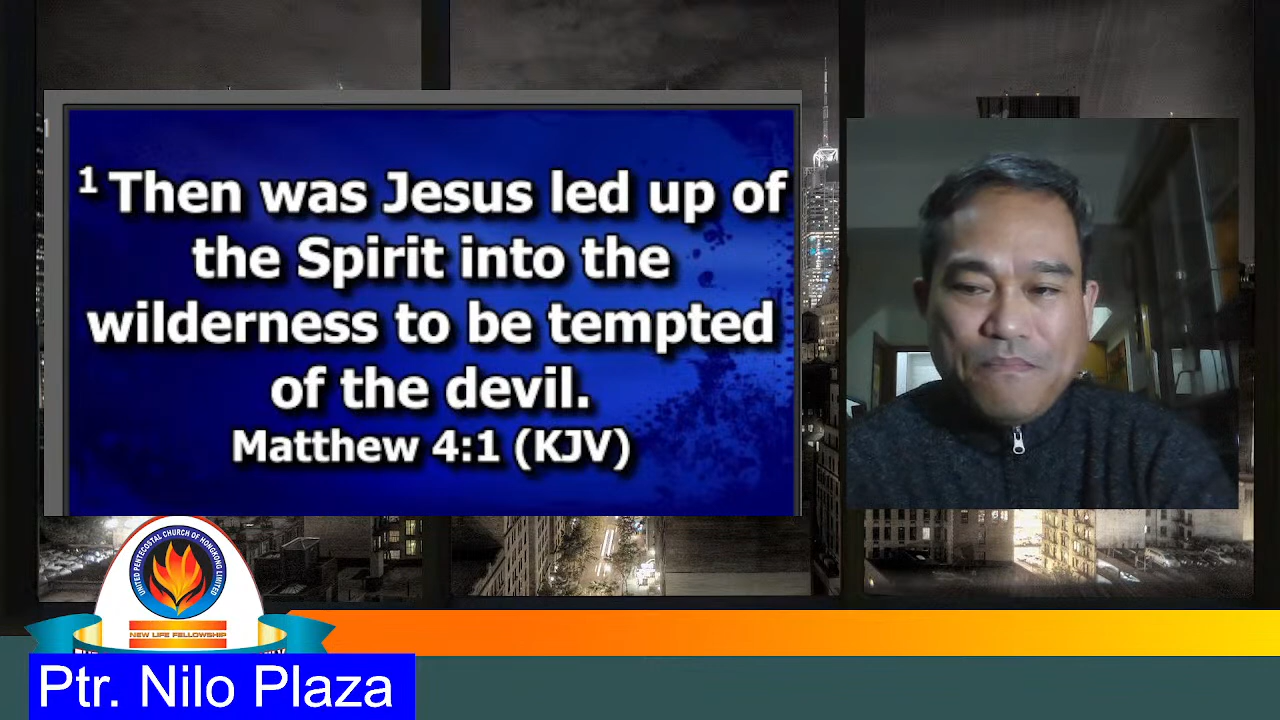 1 Then was Jesus led up of
the Spirit into the
wilderness to be tempted
of the devil.
Matthew 4:1 (KJV)
UNITED PENTECOSTAL CHURCH OF HONGKONG LIMITED
NEW LIFE FELLOWSHIP
Ptr. Nilo Plaza